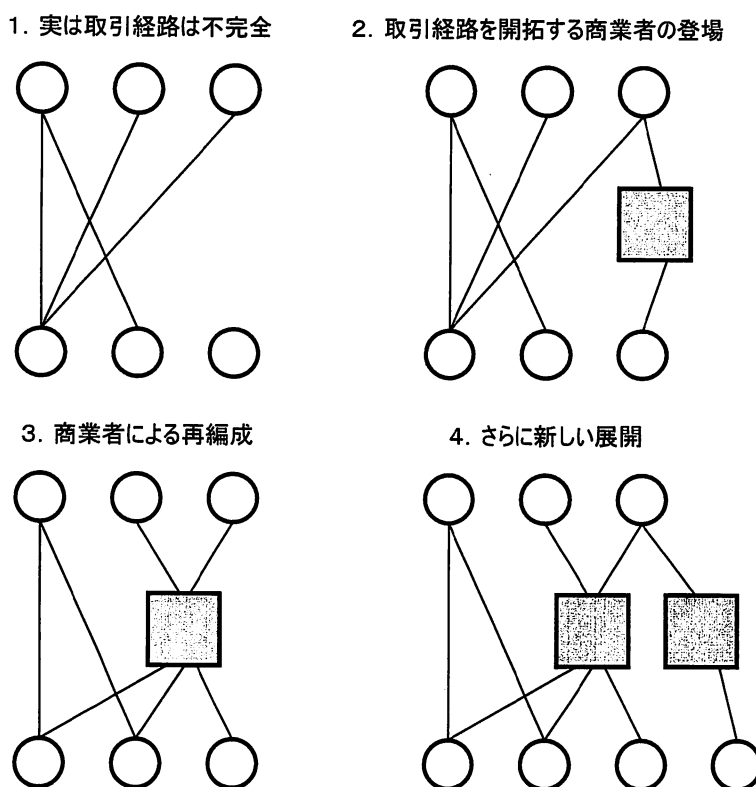 1. 実は取引経路は不完全
2. 取引経路を開拓する商業者の登場
3. 商業者による再編成
4. さらに新しい展開